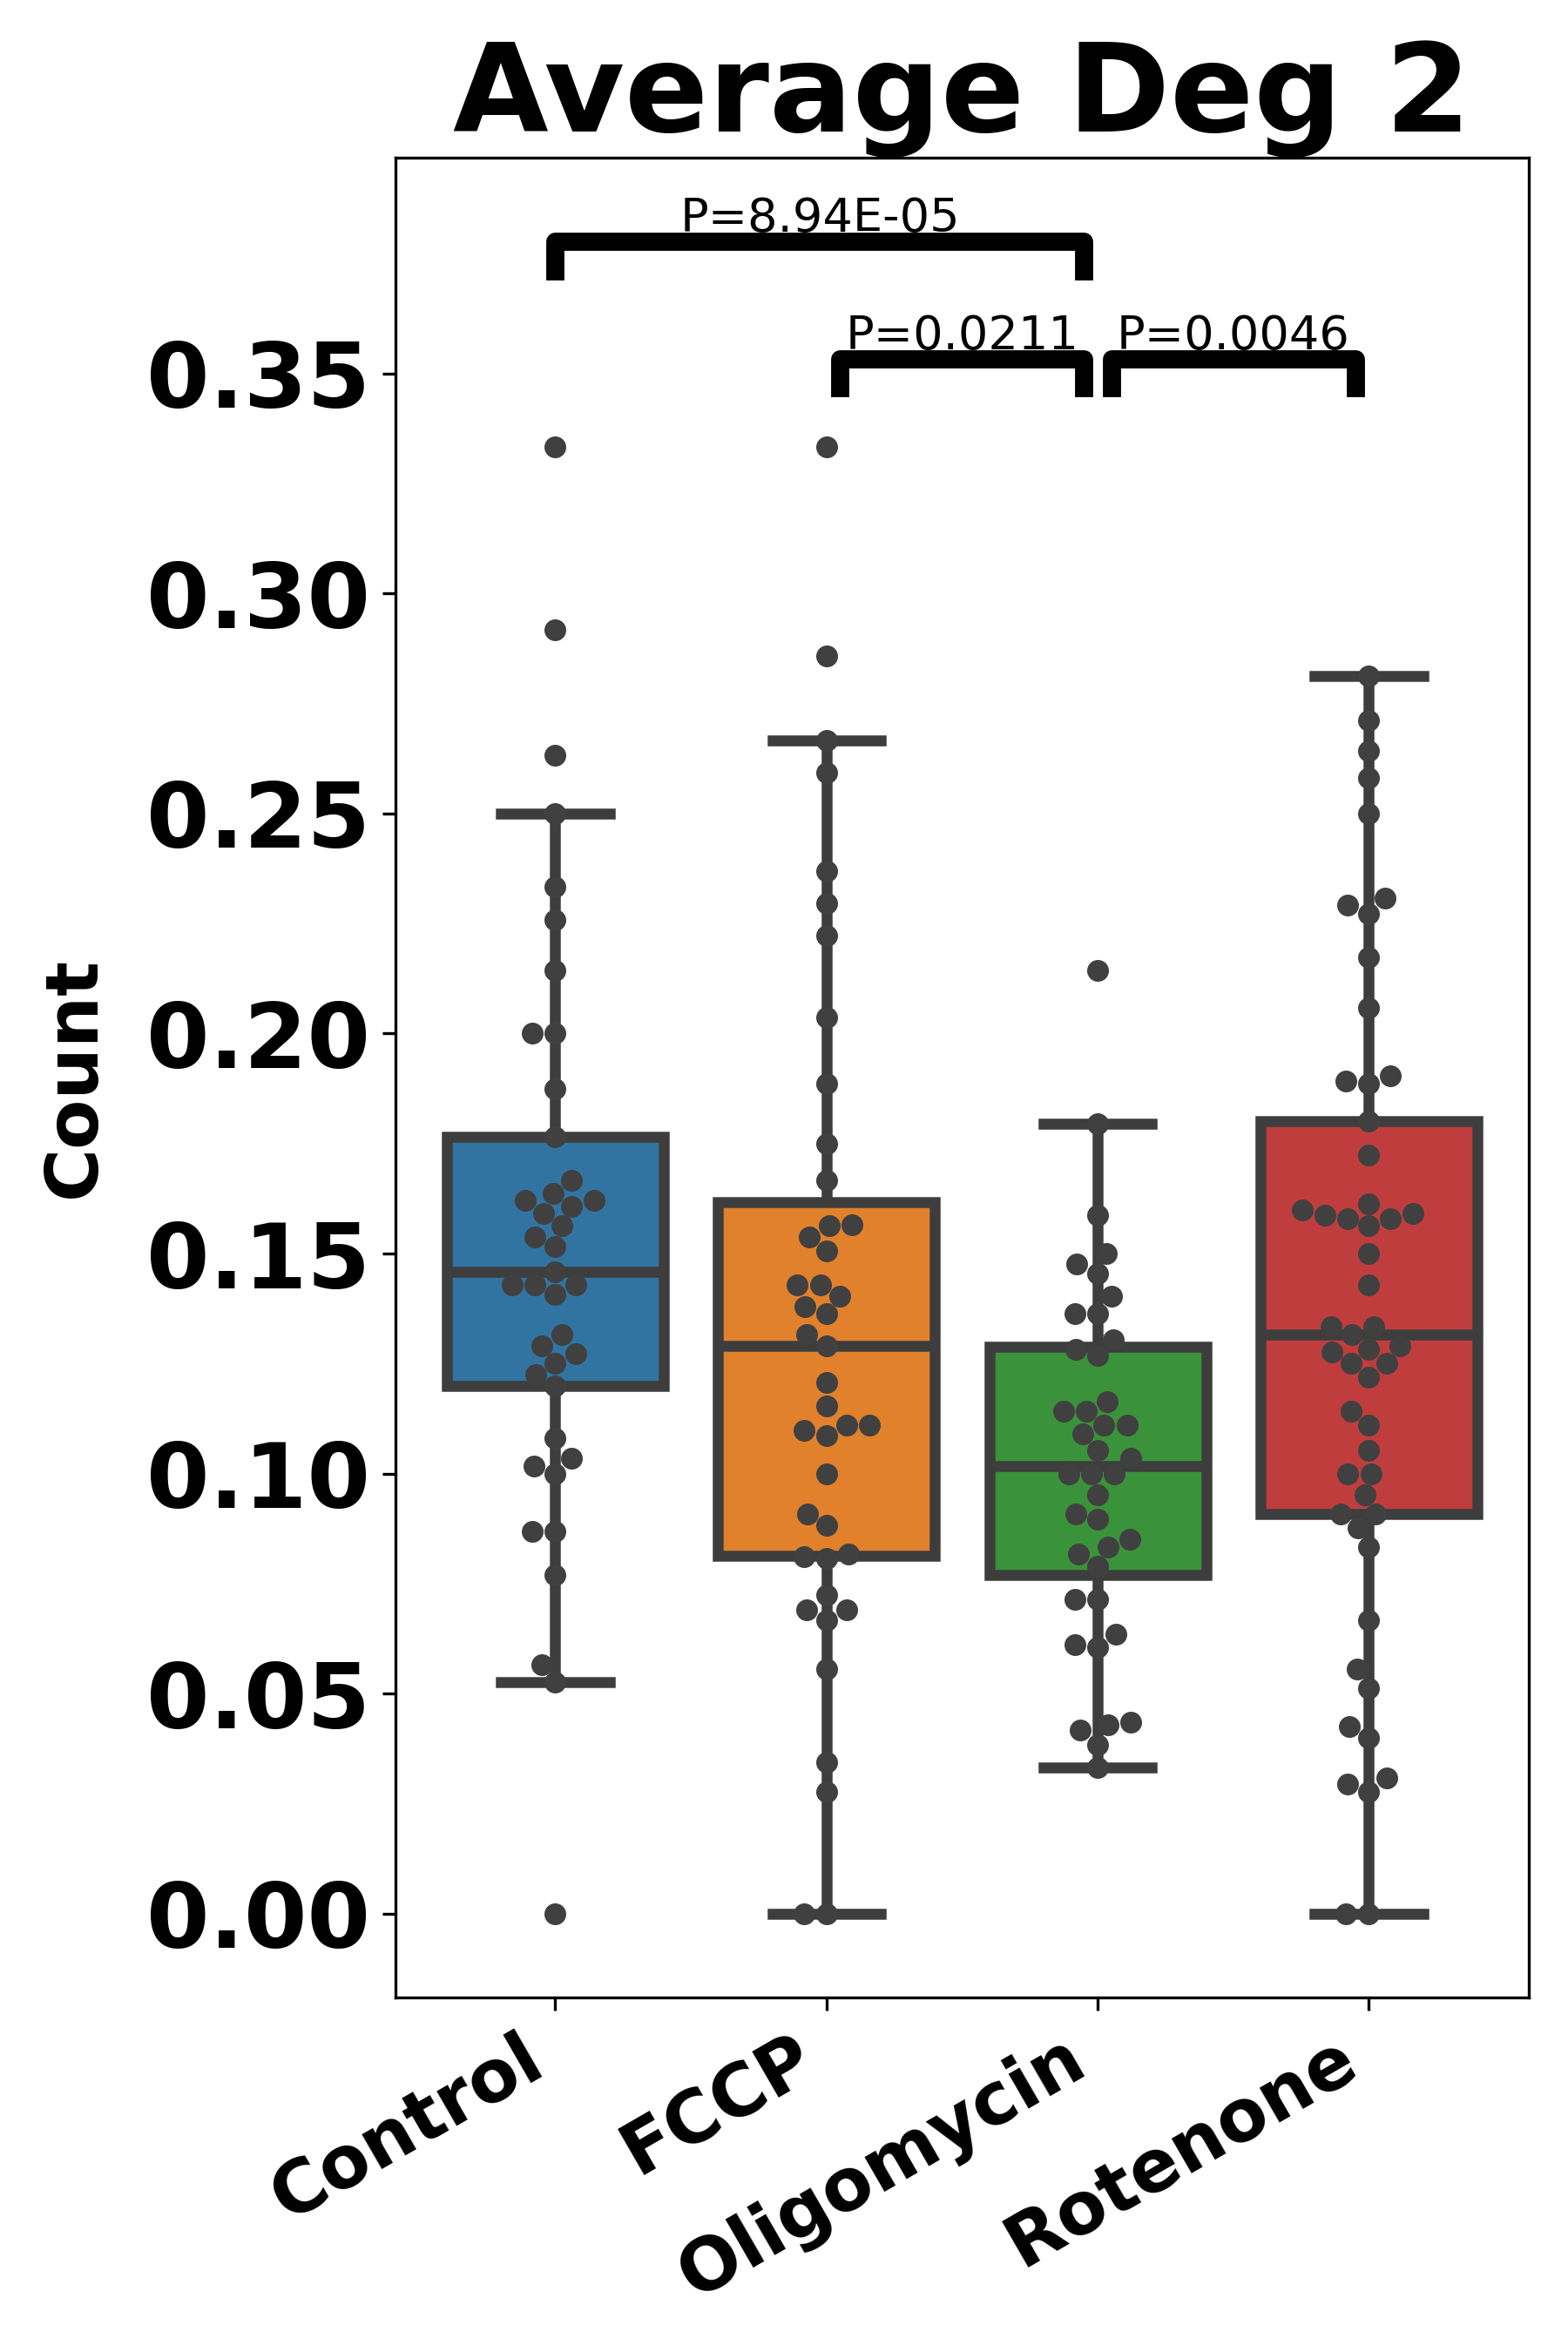 Average Deg 2
P=8.94E-05
P=0.0211
P=0.0046
0.35
0.30
0.25
0.20
0.15
0.10
0.05
0.00
Count
Control
FCCP
Oligomycin
Rotenone